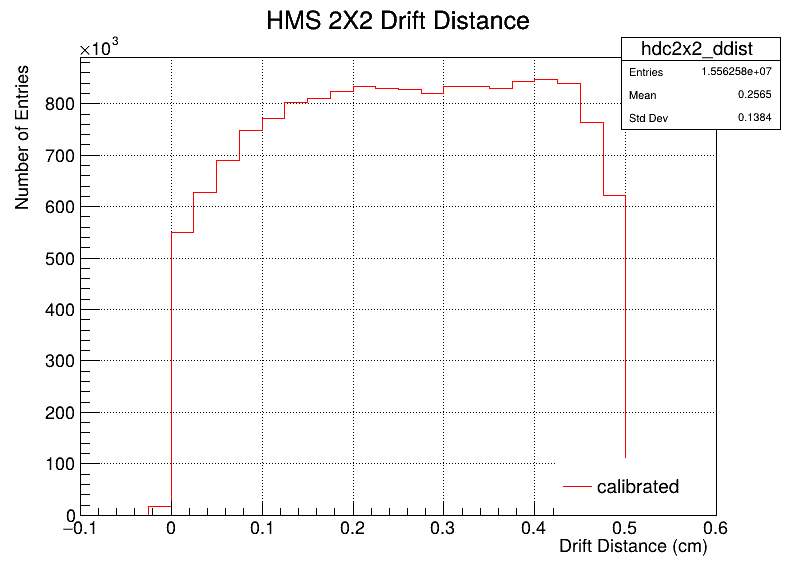 HMS 2X2 Drift Distance
×10³
hdc2x2_ddist
Entries 1.556258e+07
Mean 0.2565
Std Dev 0.1384
Number of Entries
800
700
600
500
400
300
200
100
0
−0.1 0 0.1 0.2 0.3 0.4 0.5 0.6
calibrated
Drift Distance (cm)